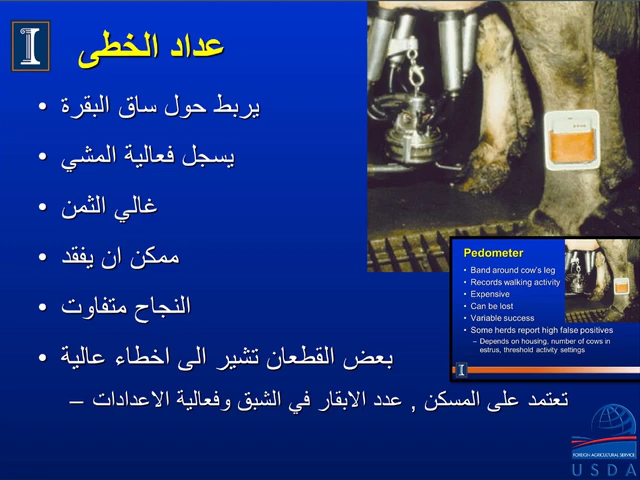 عداد الخطى
• يربط حول ساق البقرة
• يسجل فعالية المشي
• غالي الثمن
• ممكن ان يفقد
• النجاح متفاوت
• بعض القطعان تشير الى اخطاء عالية
– تعتمد على المسكن , عدد الابقار في الشبق وفعالية الاعدادات
Pedometer
• Band around cow's leg
• Records walking activity
• Expensive
• Can be lost
• Variable success
• Some herds report high false positives
– Depends on housing, number of cows in
estrus, threshold activity settings
FOREIGN AGRICULTURAL SERVICE
USDA